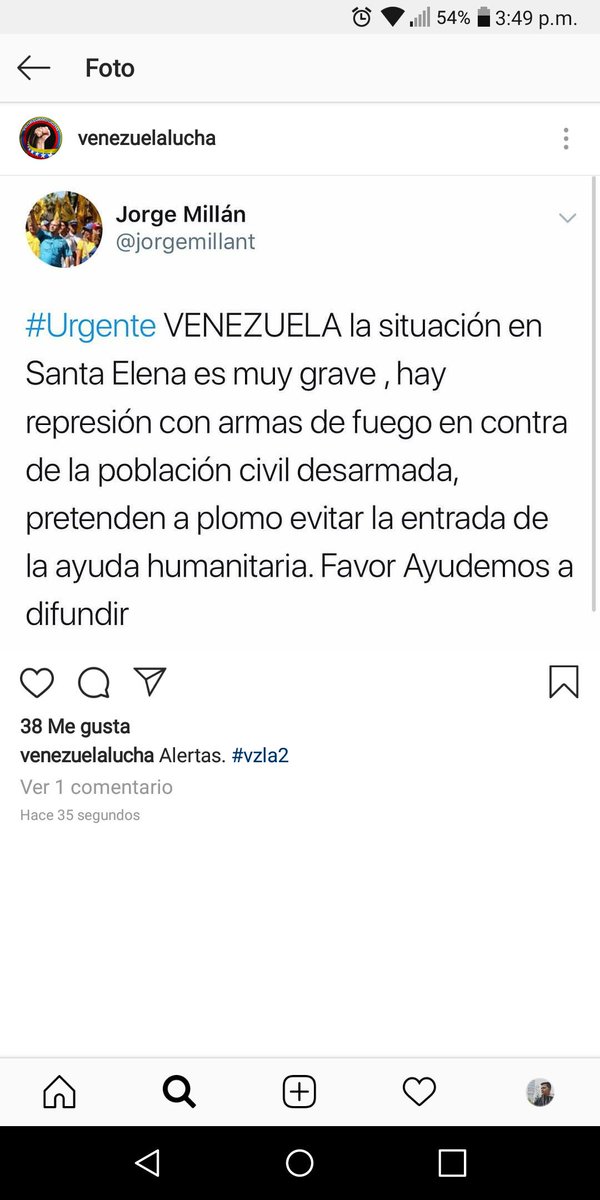 54% 3:49 p.m.
Foto
venezuelalucha
Jorge Millán
@jorgemillant
#Urgente VENEZUELA la situación en
Santa Elena es muy grave , hay
represión con armas de fuego en contra
de la población civil desarmada,
pretenden a plomo evitar la entrada de
la ayuda humanitaria. Favor Ayudemos a
difundir
38 Me gusta
venezuelalucha Alertas. #vzla2
Ver 1 comentario
Hace 35 segundos